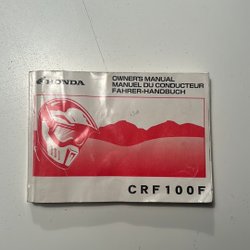 HONDA
OWNER'S MANUAL
MANUEL DU CONDUCTEUR
FAHRER-HANDBUCH
CRF100F